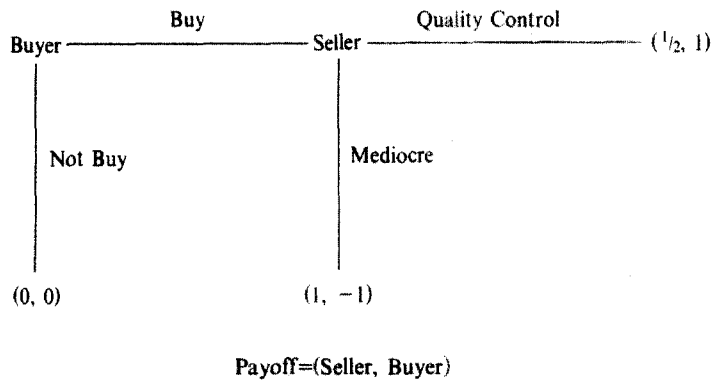 Buy Quality Control
Buyer Seller (1/2, 1)
Not Buy Mediocre
(0, 0) (1, −1)
Payoff=(Seller, Buyer)